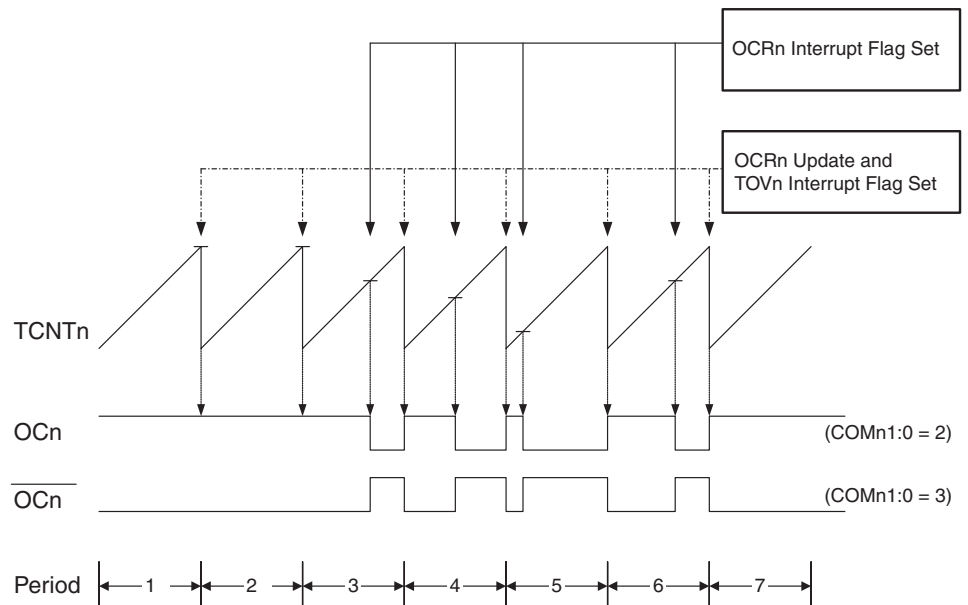 OCRn Interrupt Flag Set
OCRn Update and
TOVn Interrupt Flag Set
TCNTn
OCn
(COMn1:0 = 2)
OCn
(COMn1:0 = 3)
Period
1
2
3
4
5
6
7